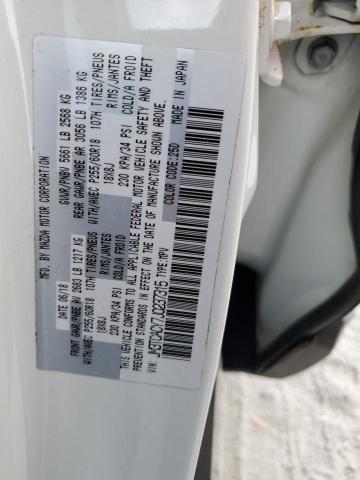 MFD. BY MAZDA MOTOR CORPORATION
DATE: 06/18 GVWR/PNBV 5661 LB 2568 KG
FRONT GAWR/PNBE AV 2683 LB 1217 KG REAR GAWR/PNBE AR 3056 LB 1386 KG
WITH/AVEC P255/60R18 107H TIRES/PNEUS WITH/AVEC P255/60R18 107H TIRES/PNEUS
18X8J RIMS/JANTES 18X8J RIMS/JANTES
230 KPA/34 PSI COLD/A FROID 230 KPA/34 PSI COLD/A FROID
THIS VEHICLE CONFORMS TO ALL APPLICABLE FEDERAL MOTOR VEHICLE SAFETY AND THEFT
PREVENTION STANDARDS IN EFFECT ON THE DATE OF MANUFACTURE SHOWN ABOVE.
VIN: TYPE: MPV COLOR CODE: 25D MADE IN JAPAN